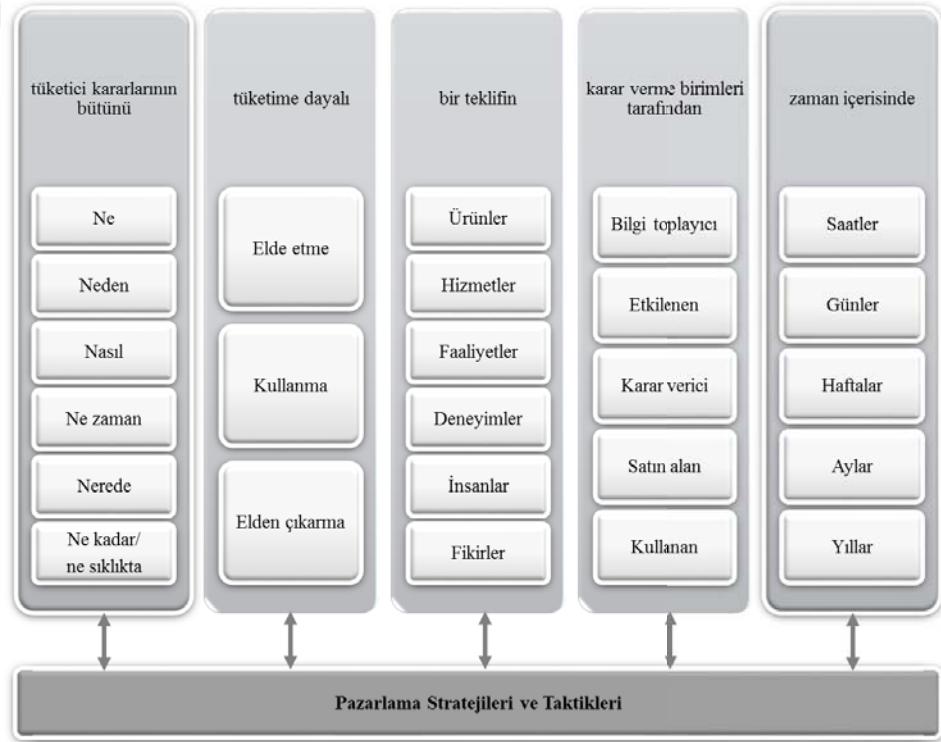 tüketici kararlarının
bütünü
Ne
Neden
Nasıl
Ne zaman
Nerede
Ne kadar/
ne sıklıkta
tüketime dayalı
Elde etme
Kullanma
Elden çıkarma
bir teklifin
Ürünler
Hizmetler
Faaliyetler
Deneyimler
İnsanlar
Fikirler
karar verme birimleri
tarafından
Bilgi toplayıcı
Etkilenen
Karar verici
Satın alan
Kullanan
zaman içerisinde
Saatler
Günler
Haftalar
Aylar
Yıllar
Pazarlama Stratejileri ve Taktikleri